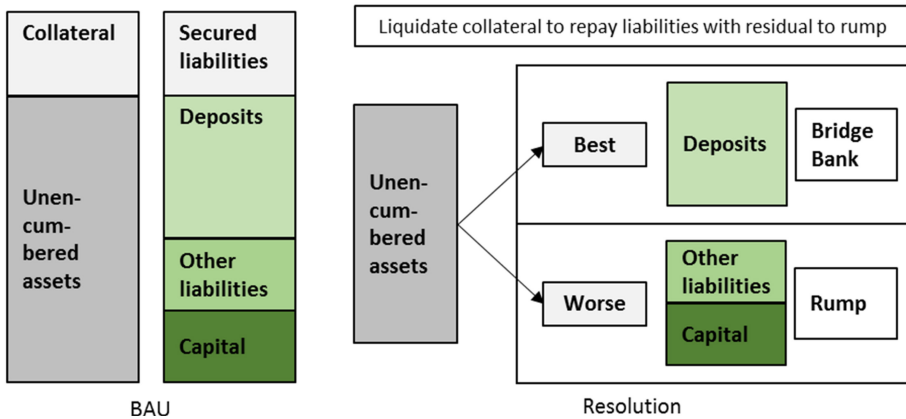 Collateral
Secured
liabilities
Deposits
Unen-
cum-
bered
assets
Other
liabilities
Capital
BAU
Liquidate collateral to repay liabilities with residual to rump
Unen-
cum-
bered
assets
Best
Deposits
Bridge
Bank
Worse
Other
liabilities
Capital
Rump
Resolution